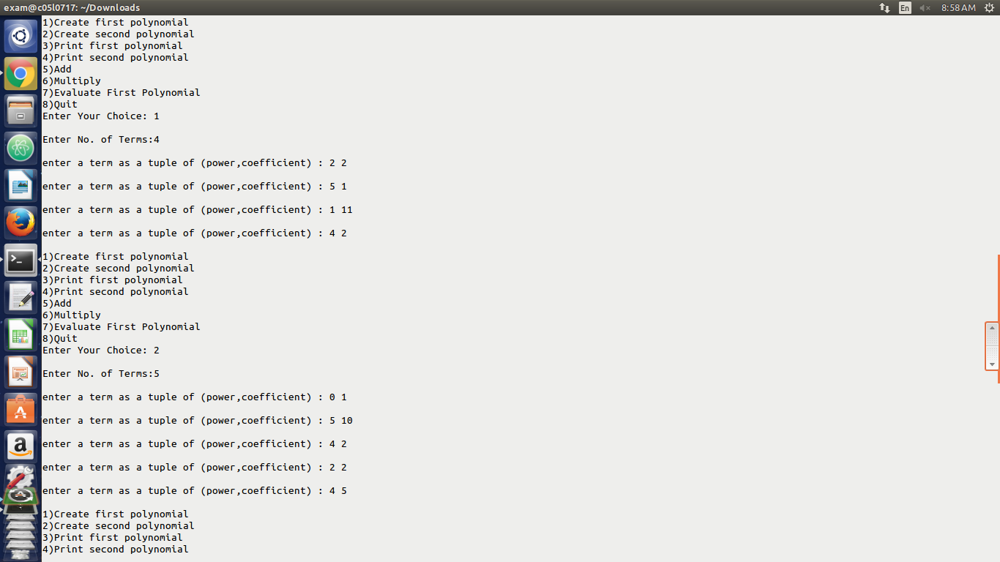 exam@c05l0717: ~/Downloads
En
8:58 AM
1)Create first polynomial
2)Create second polynomial
3)Print first polynomial
4)Print second polynomial
5)Add
6)Multiply
7)Evaluate First Polynomial
8)Quit
Enter Your Choice: 1
Enter No. of Terms:4
enter a term as a tuple of (power,coefficient) : 2 2
enter a term as a tuple of (power,coefficient) : 5 1
enter a term as a tuple of (power,coefficient) : 1 11
enter a term as a tuple of (power,coefficient) : 4 2
1)Create first polynomial
2)Create second polynomial
3)Print first polynomial
4)Print second polynomial
5)Add
6)Multiply
7)Evaluate First Polynomial
8)Quit
Enter Your Choice: 2
Enter No. of Terms:5
enter a term as a tuple of (power,coefficient) : 0 1
enter a term as a tuple of (power,coefficient) : 5 10
enter a term as a tuple of (power,coefficient) : 4 2
enter a term as a tuple of (power,coefficient) : 2 2
enter a term as a tuple of (power,coefficient) : 4 5
1)Create first polynomial
2)Create second polynomial
3)Print first polynomial
4)Print second polynomial